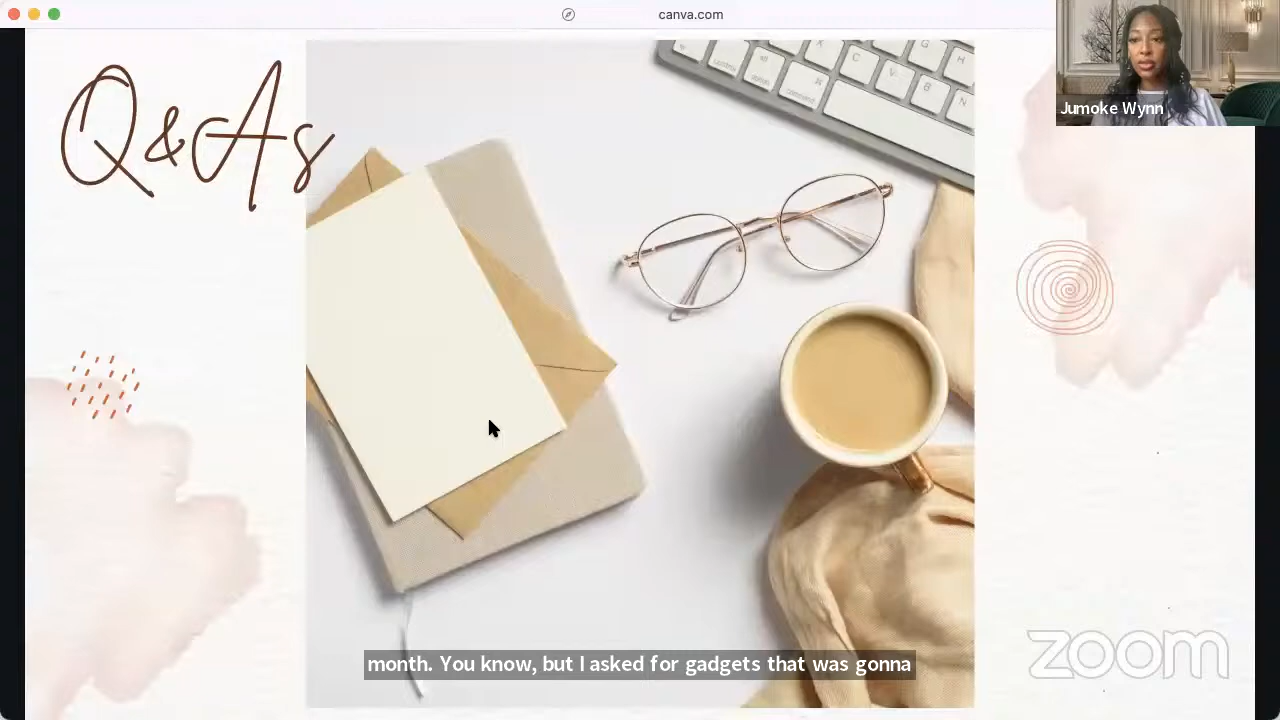 canva.com
Jumoke Wynn
Q&As
month. You know, but I asked for gadgets that was gonna
zoom